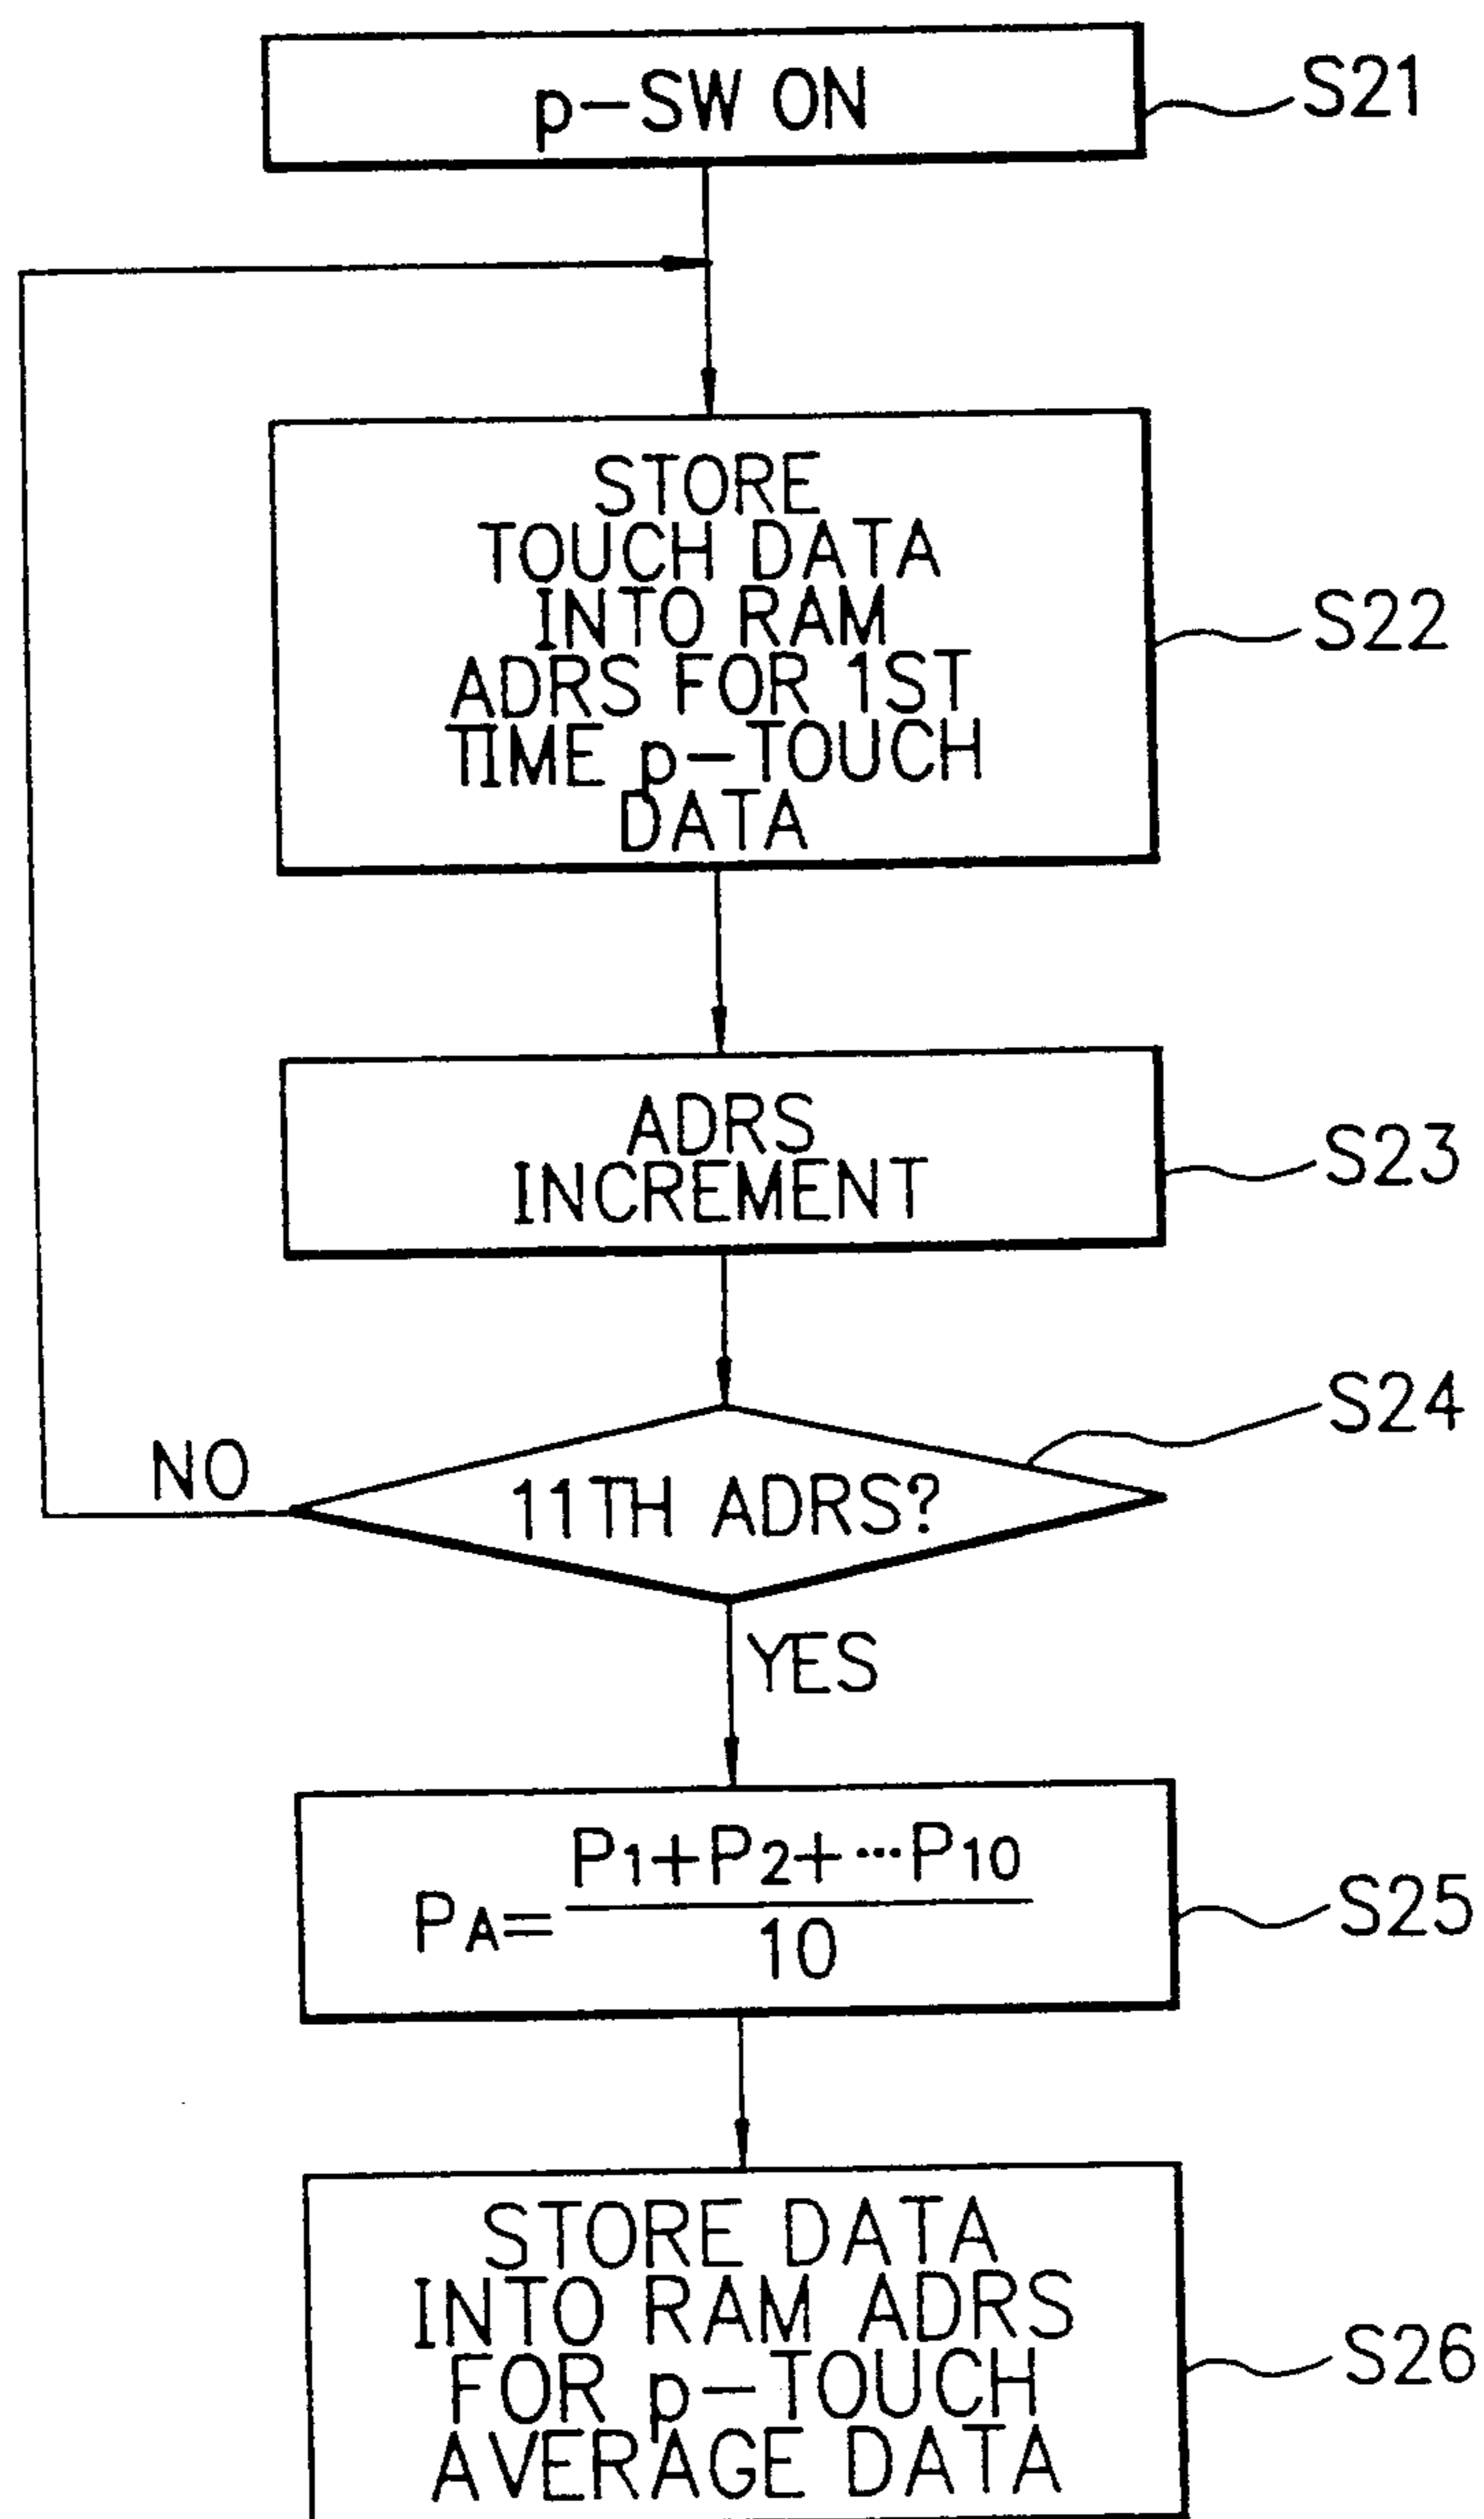 p-SW ON
S21
STORE
TOUCH DATA
INTO RAM
ADRS FOR 1ST
TIME p-TOUCH
DATA
S22
ADRS
INCREMENT
S23
S24
NO
11TH ADRS?
YES
PA=
P1+P2+···P10
10
S25
STORE DATA
INTO RAM ADRS
FOR p-TOUCH
AVERAGE DATA
S26